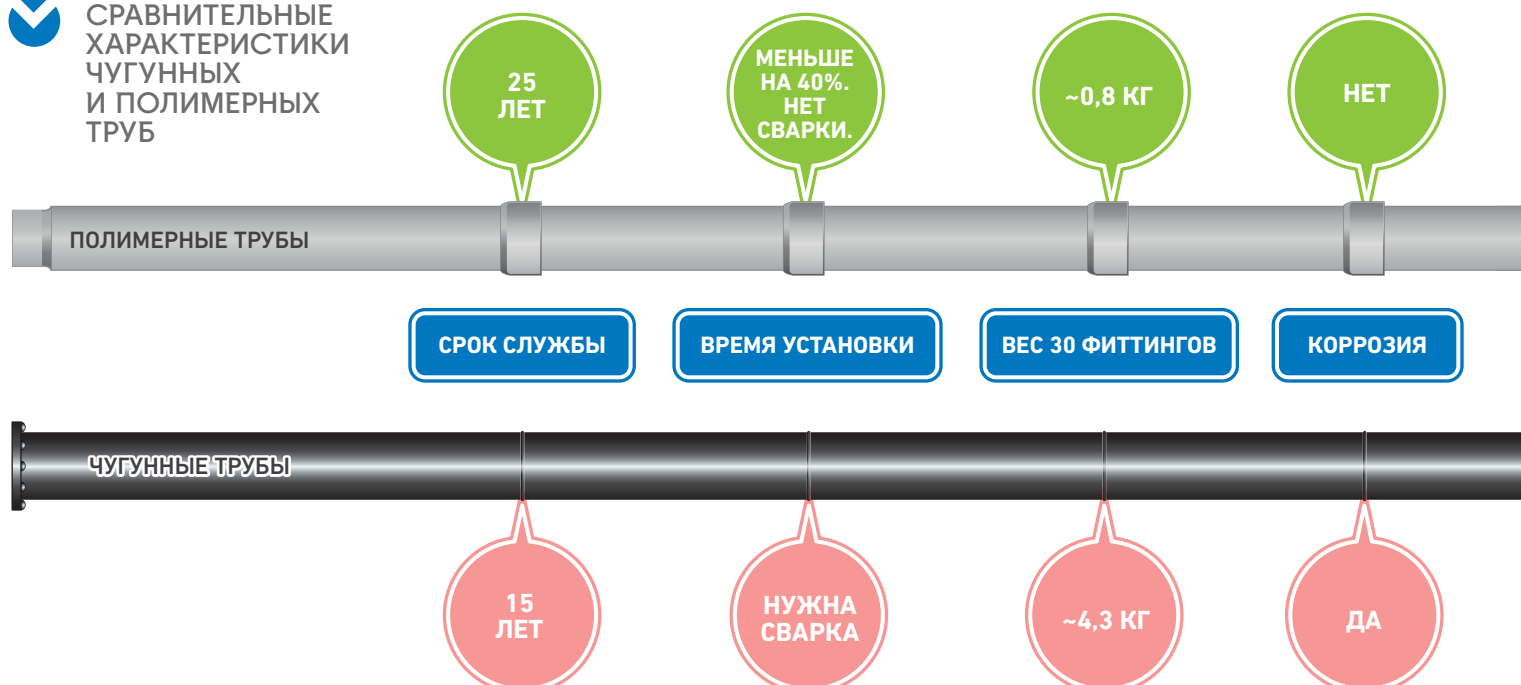 СРАВНИТЕЛЬНЫЕ
ХАРАКТЕРИСТИКИ
ЧУГУННЫХ
И ПОЛИМЕРНЫХ
ТРУБ
25
ЛЕТ
МЕНЬШЕ
НА 40%.
НЕТ
СВАРКИ.
~0,8 КГ
НЕТ
ПОЛИМЕРНЫЕ ТРУБЫ
СРОК СЛУЖБЫ
ВРЕМЯ УСТАНОВКИ
ВЕС 30 ФИТТИНГОВ
КОРРОЗИЯ
ЧУГУННЫЕ ТРУБЫ
15
ЛЕТ
НУЖНА
СВАРКА
~4,3 КГ
ДА